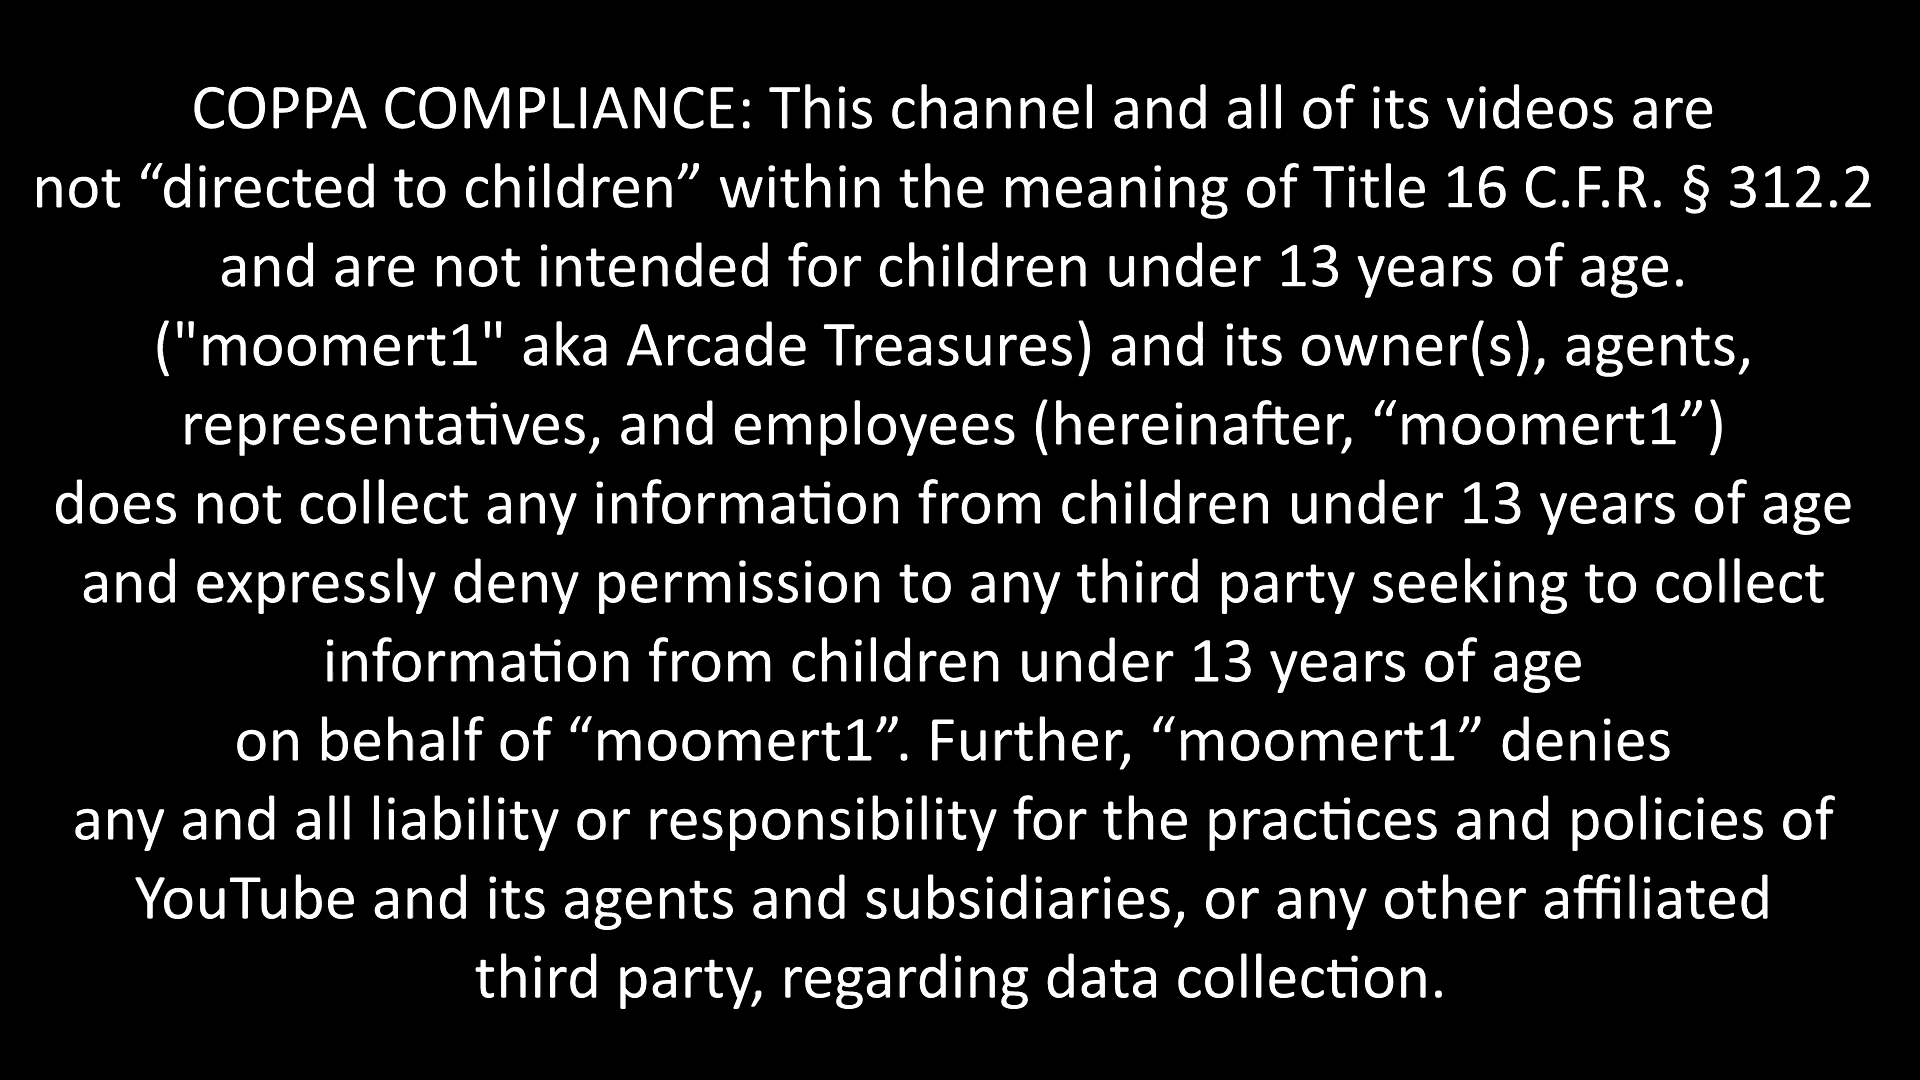 COPPA COMPLIANCE: This channel and all of its videos are
not “directed to children” within the meaning of Title 16 C.F.R. § 312.2
and are not intended for children under 13 years of age.
("moomert1" aka Arcade Treasures) and its owner(s), agents,
representatives, and employees (hereinafter, “moomert1”)
does not collect any information from children under 13 years of age
and expressly deny permission to any third party seeking to collect
information from children under 13 years of age
on behalf of “moomert1”. Further, “moomert1” denies
any and all liability or responsibility for the practices and policies of
YouTube and its agents and subsidiaries, or any other affiliated
third party, regarding data collection.